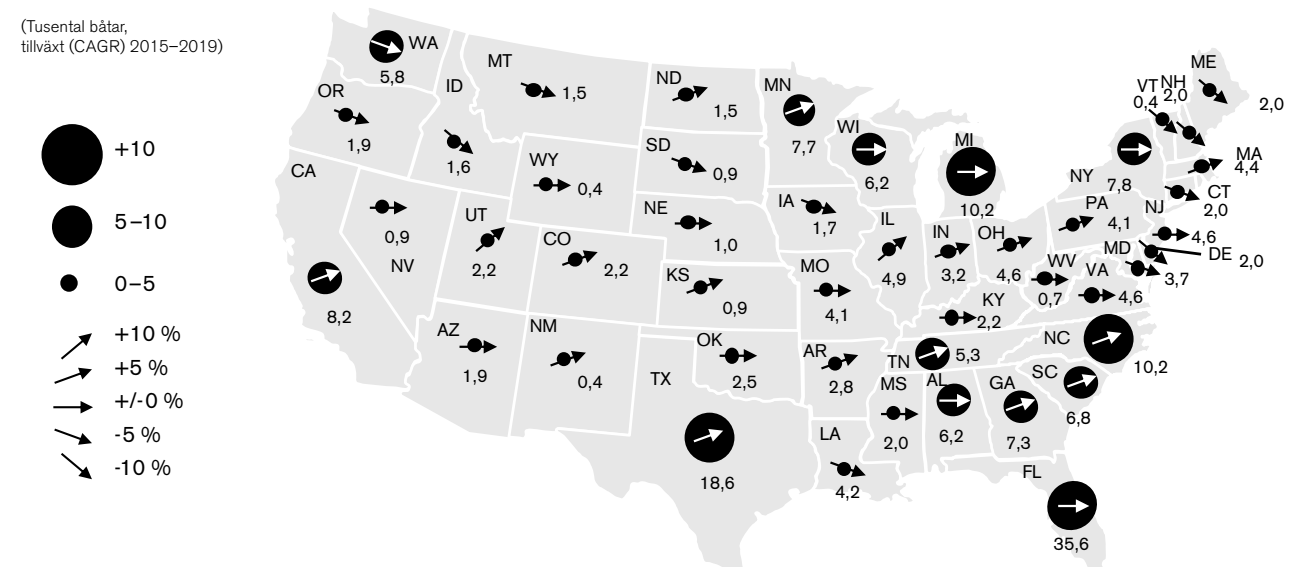 (Tusental båtar,
tillväxt (CAGR) 2015–2019)
+10
5–10
0–5
+10 %
+5 %
+/-0 %
-5 %
-10 %
WA
5,8
OR
1,9
CA
8,2
ID
1,6
NV
0,9
MT
1,5
WY
0,4
UT
2,2
CO
2,2
AZ
1,9
NM
0,4
ND
1,5
SD
0,9
NE
1,0
KS
0,9
OK
2,5
TX
18,6
MN
7,7
IA
1,7
MO
4,1
AR
2,8
LA
4,2
WI
6,2
IL
4,9
MI
10,2
IN
3,2
OH
4,6
KY
2,2
TN
5,3
MS
2,0
AL
6,2
GA
7,3
FL
35,6
SC
6,8
NC
10,2
VA
4,6
WV
0,7
MD
3,7
DE
2,0
NJ
4,6
PA
4,1
NY
7,8
CT
2,0
MA
4,4
VT
0,4
NH
2,0
ME
2,0